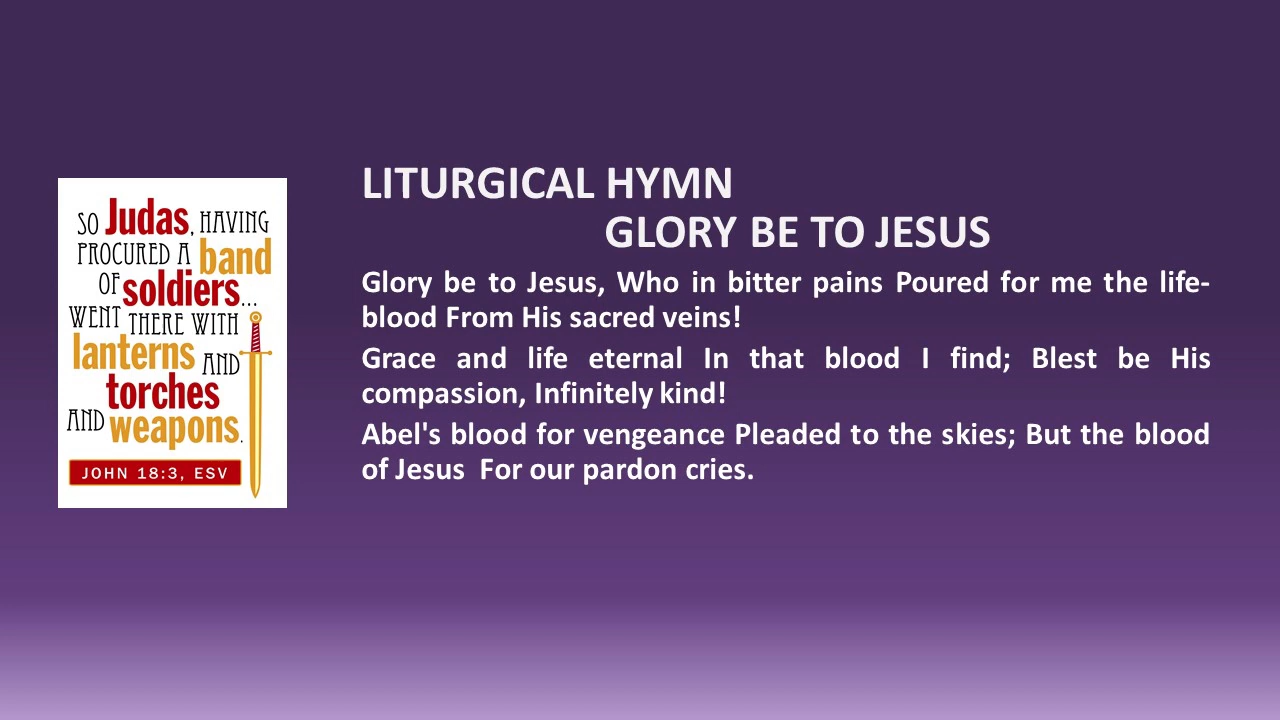 SO Judas, HAVING
PROCURED A band
OF soldiers...
WENT THERE WITH
lanterns AND
torches
AND weapons.
JOHN 18:3, ESV
LITURGICAL HYMN
GLORY BE TO JESUS
Glory be to Jesus, Who in bitter pains Poured for me the life-
blood From His sacred veins!
Grace and life eternal In that blood I find; Blest be His
compassion, Infinitely kind!
Abel's blood for vengeance Pleaded to the skies; But the blood
of Jesus  For our pardon cries.